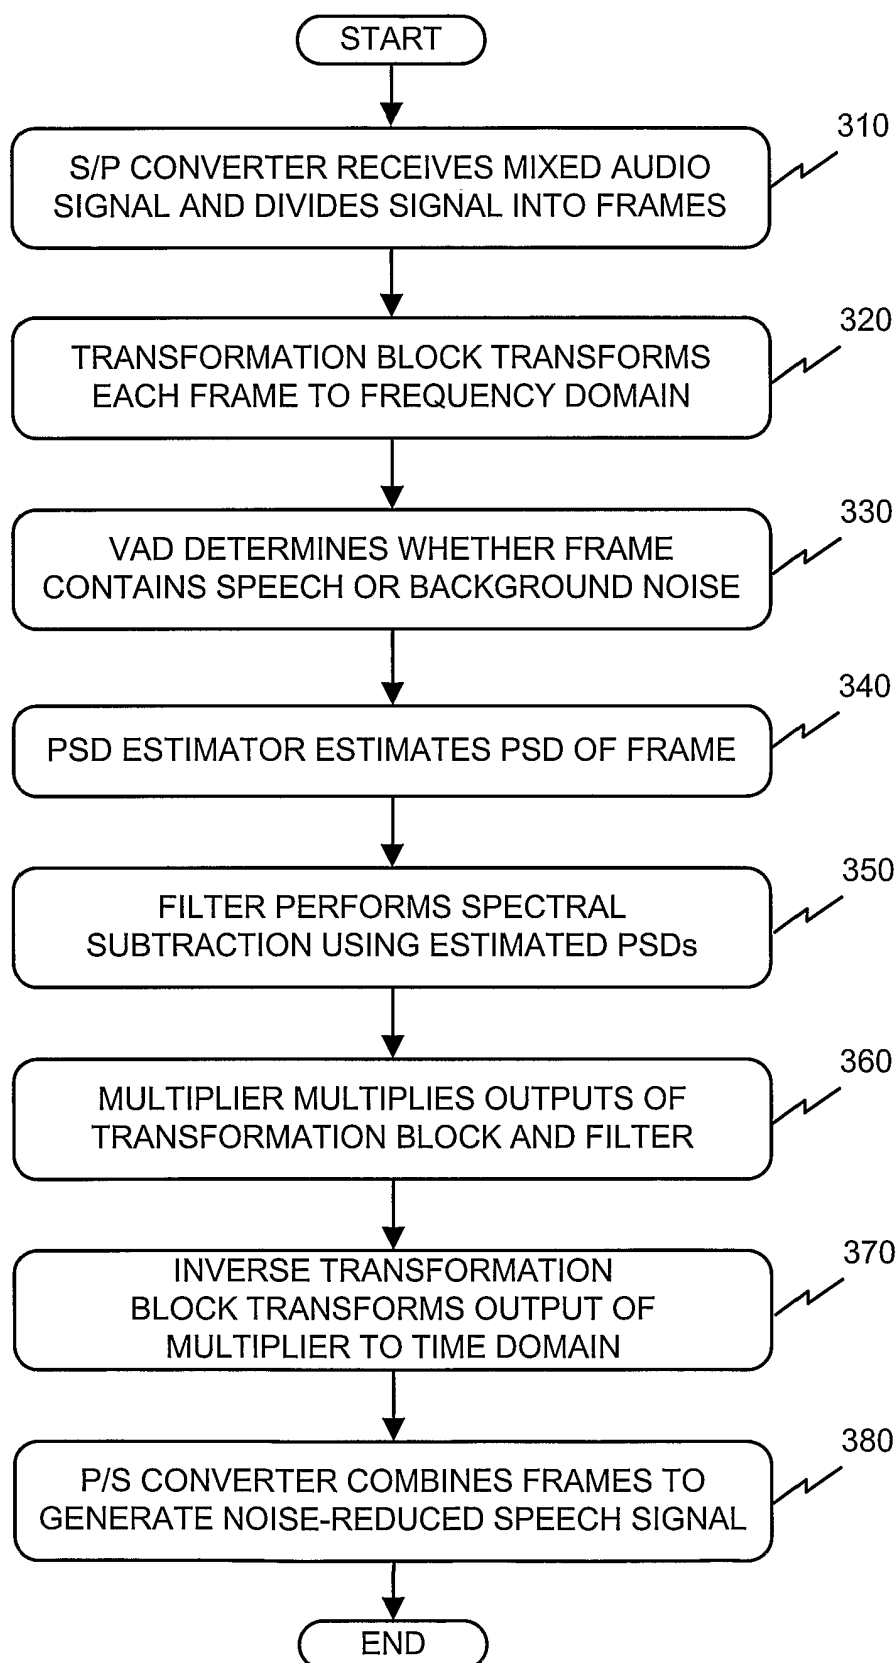 START
310
S/P CONVERTER RECEIVES MIXED AUDIO
SIGNAL AND DIVIDES SIGNAL INTO FRAMES
320
TRANSFORMATION BLOCK TRANSFORMS
EACH FRAME TO FREQUENCY DOMAIN
330
VAD DETERMINES WHETHER FRAME
CONTAINS SPEECH OR BACKGROUND NOISE
340
PSD ESTIMATOR ESTIMATES PSD OF FRAME
350
FILTER PERFORMS SPECTRAL
SUBTRACTION USING ESTIMATED PSDs
360
MULTIPLIER MULTIPLIES OUTPUTS OF
TRANSFORMATION BLOCK AND FILTER
370
INVERSE TRANSFORMATION
BLOCK TRANSFORMS OUTPUT OF
MULTIPLIER TO TIME DOMAIN
380
P/S CONVERTER COMBINES FRAMES TO
GENERATE NOISE-REDUCED SPEECH SIGNAL
END